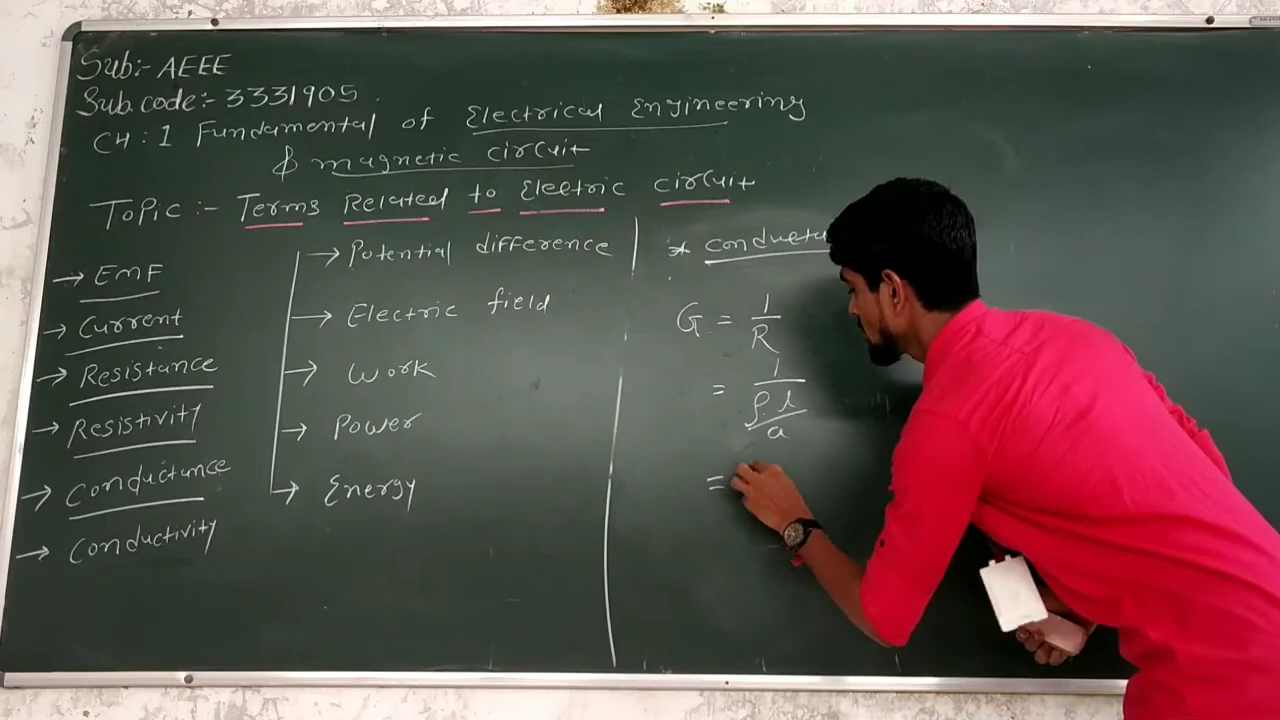 Sub:- AEEE
Sub.code:- 3331905
CH:1 Fundamental of Electrical Engineering
& magnetic circuit
Topic:- Terms Related to Electric circuit
→ EMF
→ Current
→ Resistance
→ Resistivity
→ Conductance
→ Conductivity
→ Potential difference
→ Electric field
→ Work
→ Power
→ Energy
* conducta
G = 1/R
= 1/(ρ.l/a)
=